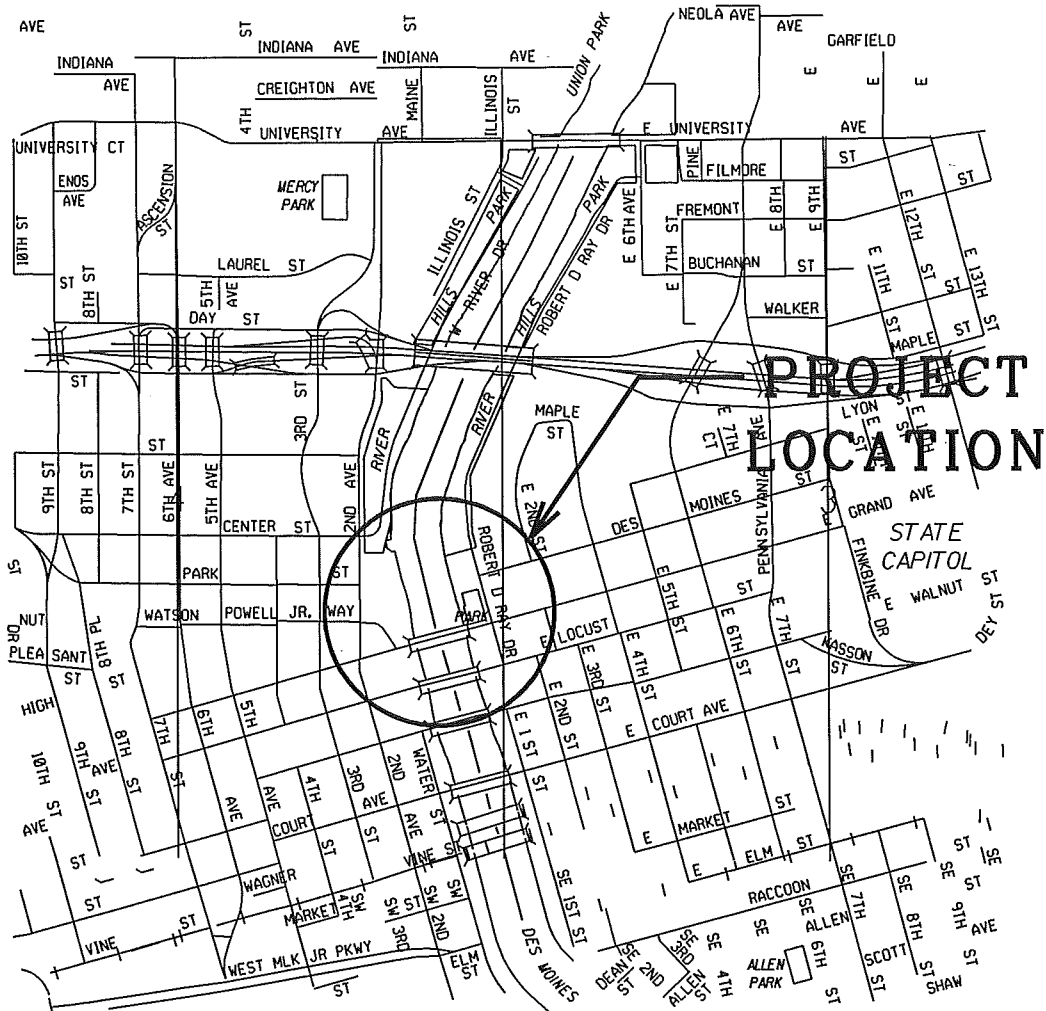 AVE
ST
ST
NEOLA AVE
AVE
INDIANA AVE
INDIANA AVE
UNION PARK
GARFIELD
INDIANA
AVE
CREIGHTON AVE
MAINE
ILLINOIS
ST
E
E
E
4TH
UNIVERSITY AVE
E UNIVERSITY AVE
UNIVERSITY CT
ENOS
AVE
ASCENSION
ST
MERCY
PARK
ILLINOIS ST
PARK
PARK
PINE
FILMORE
ST
ST
10TH ST
W RIVER DR
HILLS
HILLS
ROBERT D RAY DR
E 6TH AVE
E 7TH ST
FREMONT
E 8TH
E 9TH
E 12TH
ST
E 13TH
ST
BUCHANAN ST
E 11TH
ST
ST
WALKER
MAPLE ST
LAUREL ST
ST
8TH ST
5TH
AVE
DAY ST
ST
3RD ST
RIVER
RIVER
MAPLE
ST
PROJECT
LOCATION
E 7TH
CT
AVE
LYON ST
E
ST
ST
9TH ST
8TH ST
7TH ST
6TH AVE
5TH AVE
2ND AVE
CENTER ST
E 2ND ST
DES MOINES ST
PENNSYLVANIA
E GRAND AVE
STATE
CAPITOL
ST
PARK ST
ROBERT D RAY DR
E 5TH ST
ST
FINKBINE DR
E WALNUT ST
DEY ST
NUT
DR
WATSON POWELL JR. WAY
PARK
E LOCUST
E 3RD ST
E 4TH ST
E 6TH ST
E 7TH ST
KASSON
ST
PLEASANT
ST
8TH PL
ST
HIGH
10TH ST
9TH ST
AVE
8TH ST
7TH ST
6TH AVE
5TH AVE
E 1ST ST
E 2ND ST
E COURT AVE
4TH ST
3RD ST
2ND AVE
WATER ST
AVE
COURT AVE
E MARKET ST
VINE ST
E ELM ST
ST
ST
WAGNER
MARKET ST
4TH
SW
SW 3RD
SW 2ND
SW
SE 1ST ST
RACCOON
ST
SE
SE
SE 7TH ST
SE 8TH ST
SE 9TH ST
AVE
VINE ST
WEST MLK JR PKWY
ST
ELM
ST
DES MOINES
SE 2ND
DEAN
ST
SE 3RD
ALLEN
ST
SE 4TH
ALLEN
PARK
SE 6TH ST
ALLEN
SCOTT
SHAW